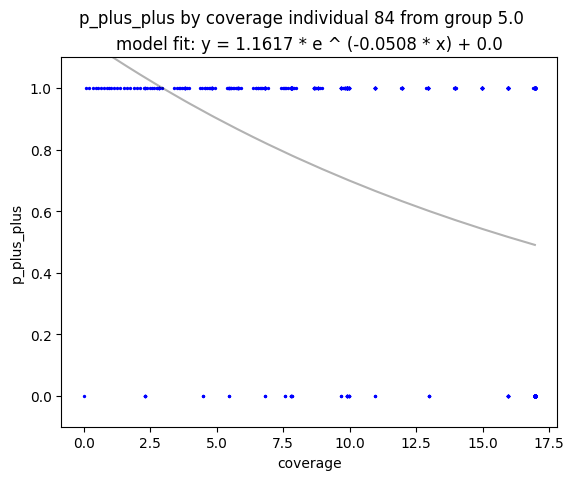 p_plus_plus by coverage individual 84 from group 5.0
model fit: y = 1.1617 * e ^ (-0.0508 * x) + 0.0
1.0
0.8
0.6
0.4
0.2
0.0
p_plus_plus
0.0 2.5 5.0 7.5 10.0 12.5 15.0 17.5
coverage